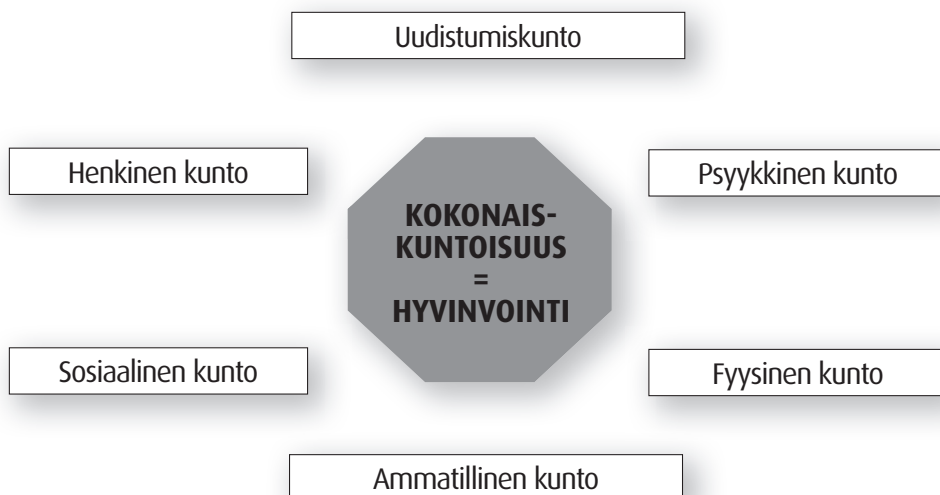 Uudistumiskunto
Henkinen kunto
Psyykkinen kunto
KOKONAIS-
KUNTOISUUS
=
HYVINVOINTI
Sosiaalinen kunto
Fyysinen kunto
Ammatillinen kunto